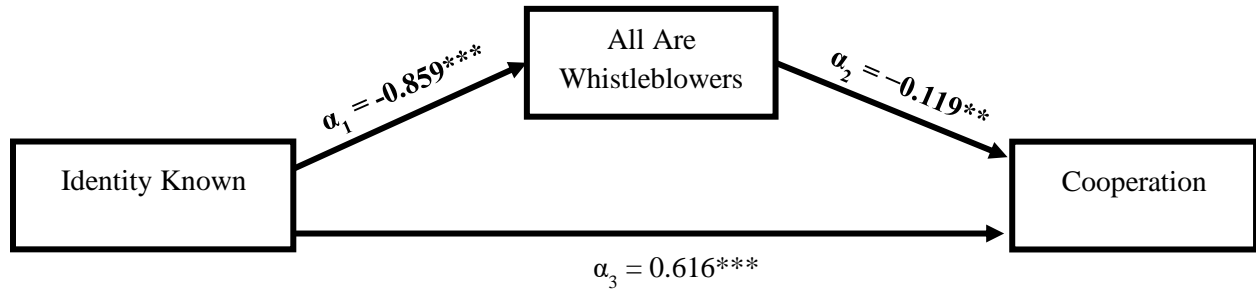 All Are
Whistleblowers
α₁ = -0.859***
α₂ = −0.119**
Identity Known
Cooperation
α₃ = 0.616***